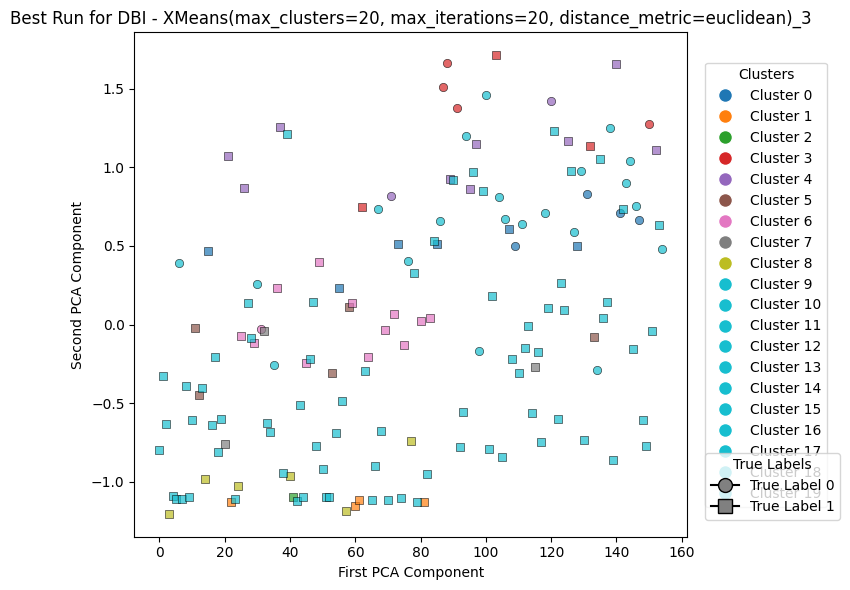 Best Run for DBI - XMeans(max_clusters=20, max_iterations=20, distance_metric=euclidean)_3
Second PCA Component
1.5
1.0
0.5
0.0
−0.5
−1.0
0 20 40 60 80 100 120 140 160
First PCA Component
Clusters
Cluster 0
Cluster 1
Cluster 2
Cluster 3
Cluster 4
Cluster 5
Cluster 6
Cluster 7
Cluster 8
Cluster 9
Cluster 10
Cluster 11
Cluster 12
Cluster 13
Cluster 14
Cluster 15
Cluster 16
Cluster 17
Cluster 18
Cluster 19
True Labels
True Label 0
True Label 1